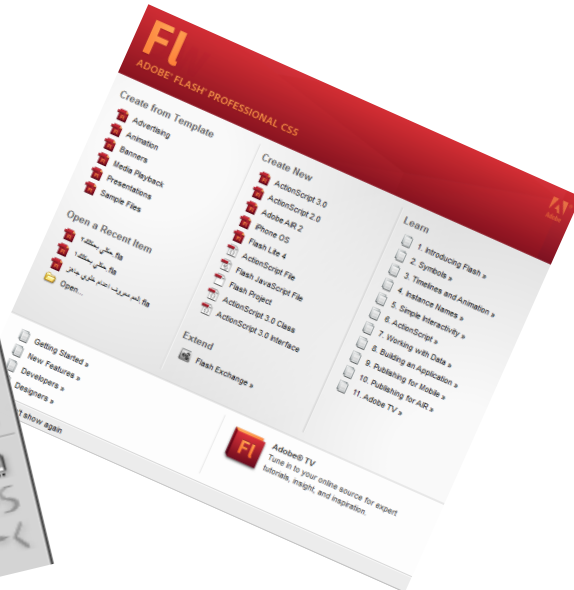 Fl
ADOBE® FLASH® PROFESSIONAL CS5
Adobe
Create from Template
Advertising
Animation
Banners
Media Playback
Presentations
Sample Files
Open a Recent Item
.fla
.fla
.fla
Open...
Create New
ActionScript 3.0
ActionScript 2.0
Adobe AIR 2
iPhone OS
Flash Lite 4
ActionScript File
Flash JavaScript File
Flash Project
ActionScript 3.0 Class
ActionScript 3.0 Interface
Extend
Flash Exchange »
Learn
1. Introducing Flash »
2. Symbols »
3. Timelines and Animation »
4. Instance Names »
5. Simple Interactivity »
6. ActionScript »
7. Working with Data »
8. Building an Application »
9. Publishing for Mobile »
10. Publishing for AIR »
11. Adobe TV »
Getting Started »
New Features »
Developers »
Designers »
't show again
Fl
Adobe® TV
Tune in to your online source for expert
tutorials, insight, and inspiration.